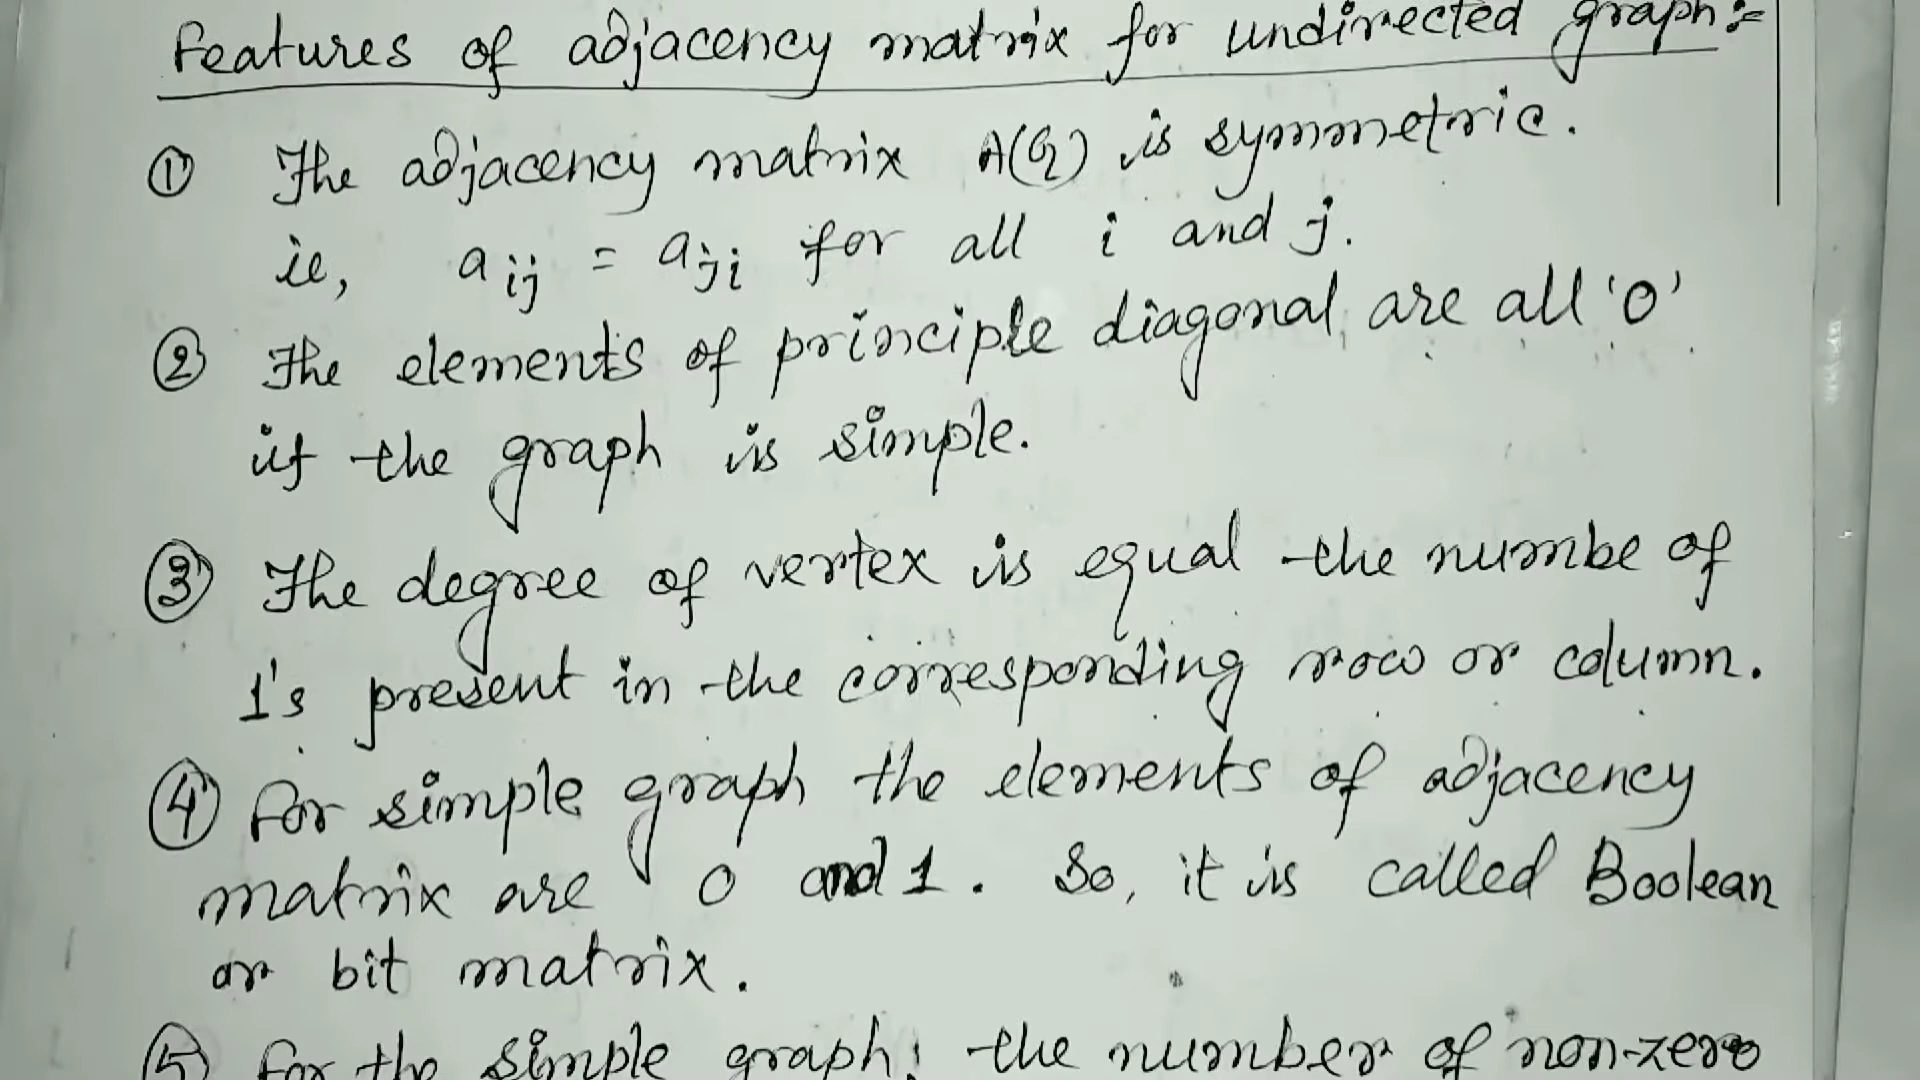 Features of adjacency matrix for undirected graph:-
① The adjacency matrix A(G) is symmetric.
ie, aij = aji for all i and j.
② The elements of principle diagonal are all '0'
if the graph is simple.
③ The degree of vertex is equal the numbe of
1's present in the corresponding row or column.
④ For simple graph the elements of adjacency
matrix are 0 and 1. So, it is called Boolean
or bit matrix.
⑤ For the simple graph, the number of non-zero